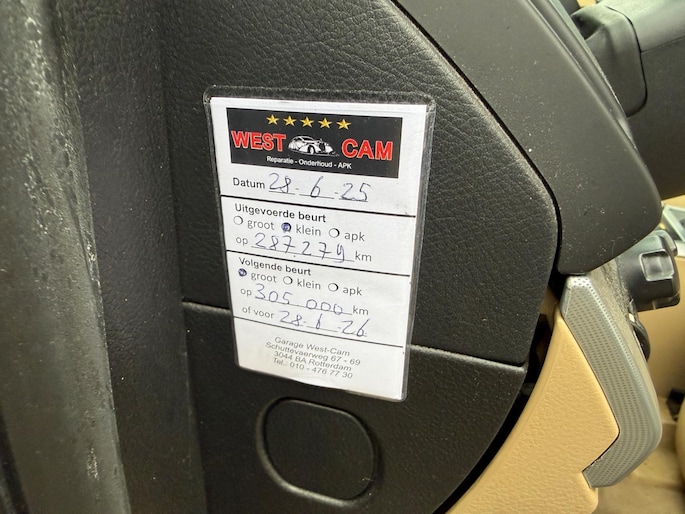 WEST CAM
Reparatie - Onderhoud - APK
Datum 28-6-25
Uitgevoerde beurt
groot klein apk
op 287.279 km
Volgende beurt
groot klein apk
op 305.000 km
of voor 28-6-26
Garage West-Cam
Schuttevaerweg 67 - 69
3044 BA Rotterdam
Tel.: 010 - 476 77 30